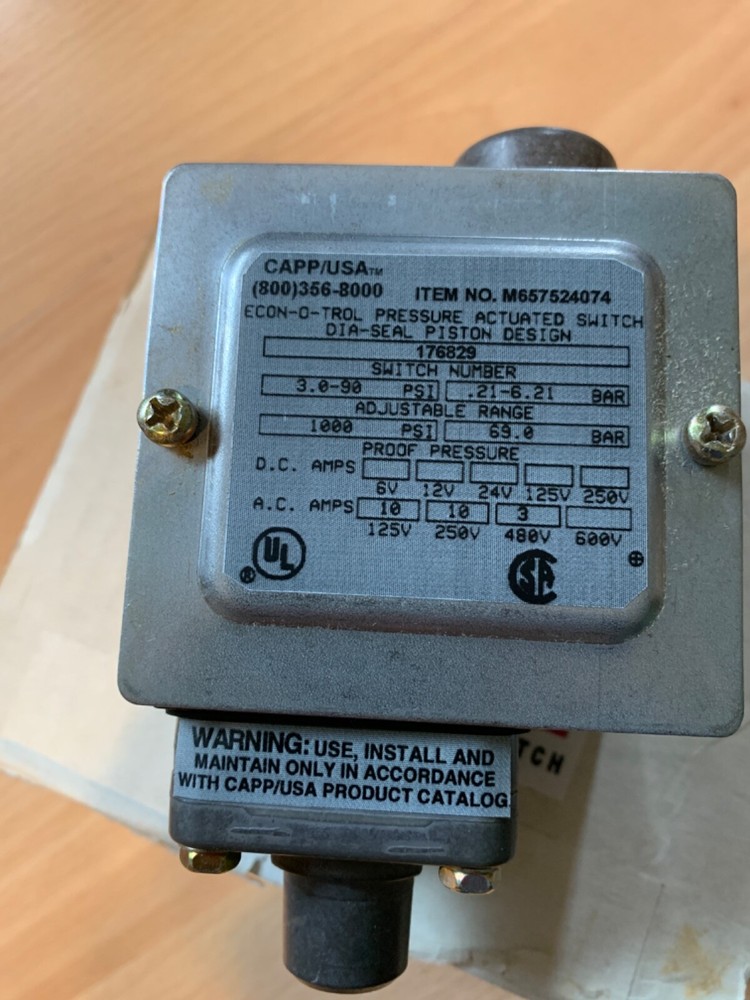 CAPP/USA™
(800)356-8000 ITEM NO. M657524074
ECON-O-TROL PRESSURE ACTUATED SWITCH
DIA-SEAL PISTON DESIGN
176829
SWITCH NUMBER
3.0-90 PSI .21-6.21 BAR
ADJUSTABLE RANGE
1000 PSI 69.0 BAR
PROOF PRESSURE
D.C. AMPS
6V 12V 24V 125V 250V
A.C. AMPS 10 10 3
125V 250V 480V 600V
UL ®
CSA
WARNING: USE, INSTALL AND
MAINTAIN ONLY IN ACCORDANCE
WITH CAPP/USA PRODUCT CATALOG
TCH